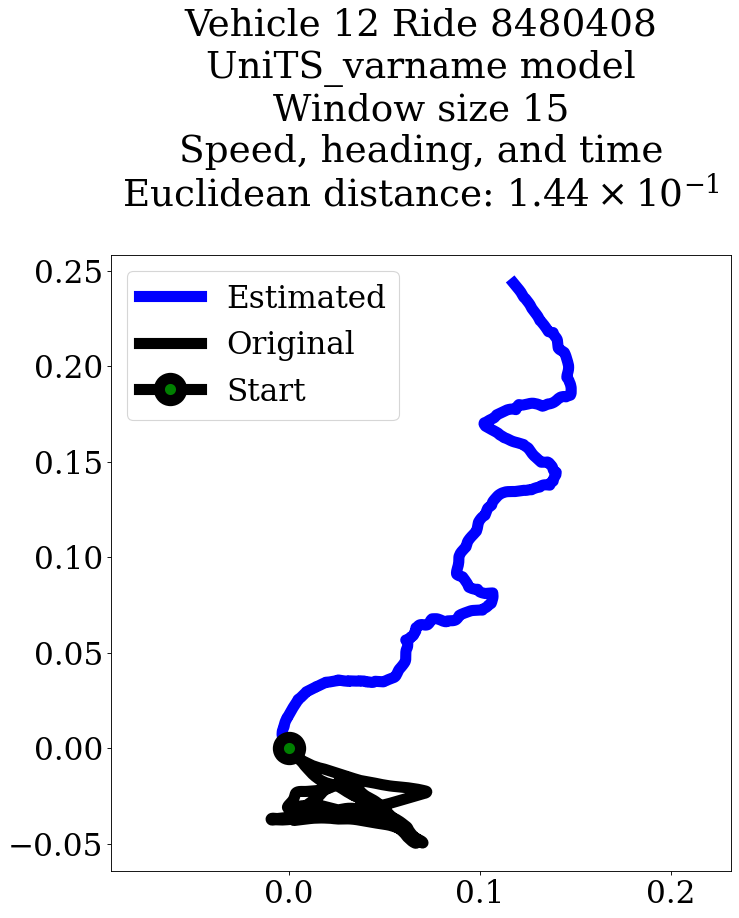 Vehicle 12 Ride 8480408
UniTS_varname model
Window size 15
Speed, heading, and time
Euclidean distance: 1.44 × 10⁻¹
Estimated
Original
Start
0.25
0.20
0.15
0.10
0.05
0.00
−0.05
0.0 0.1 0.2